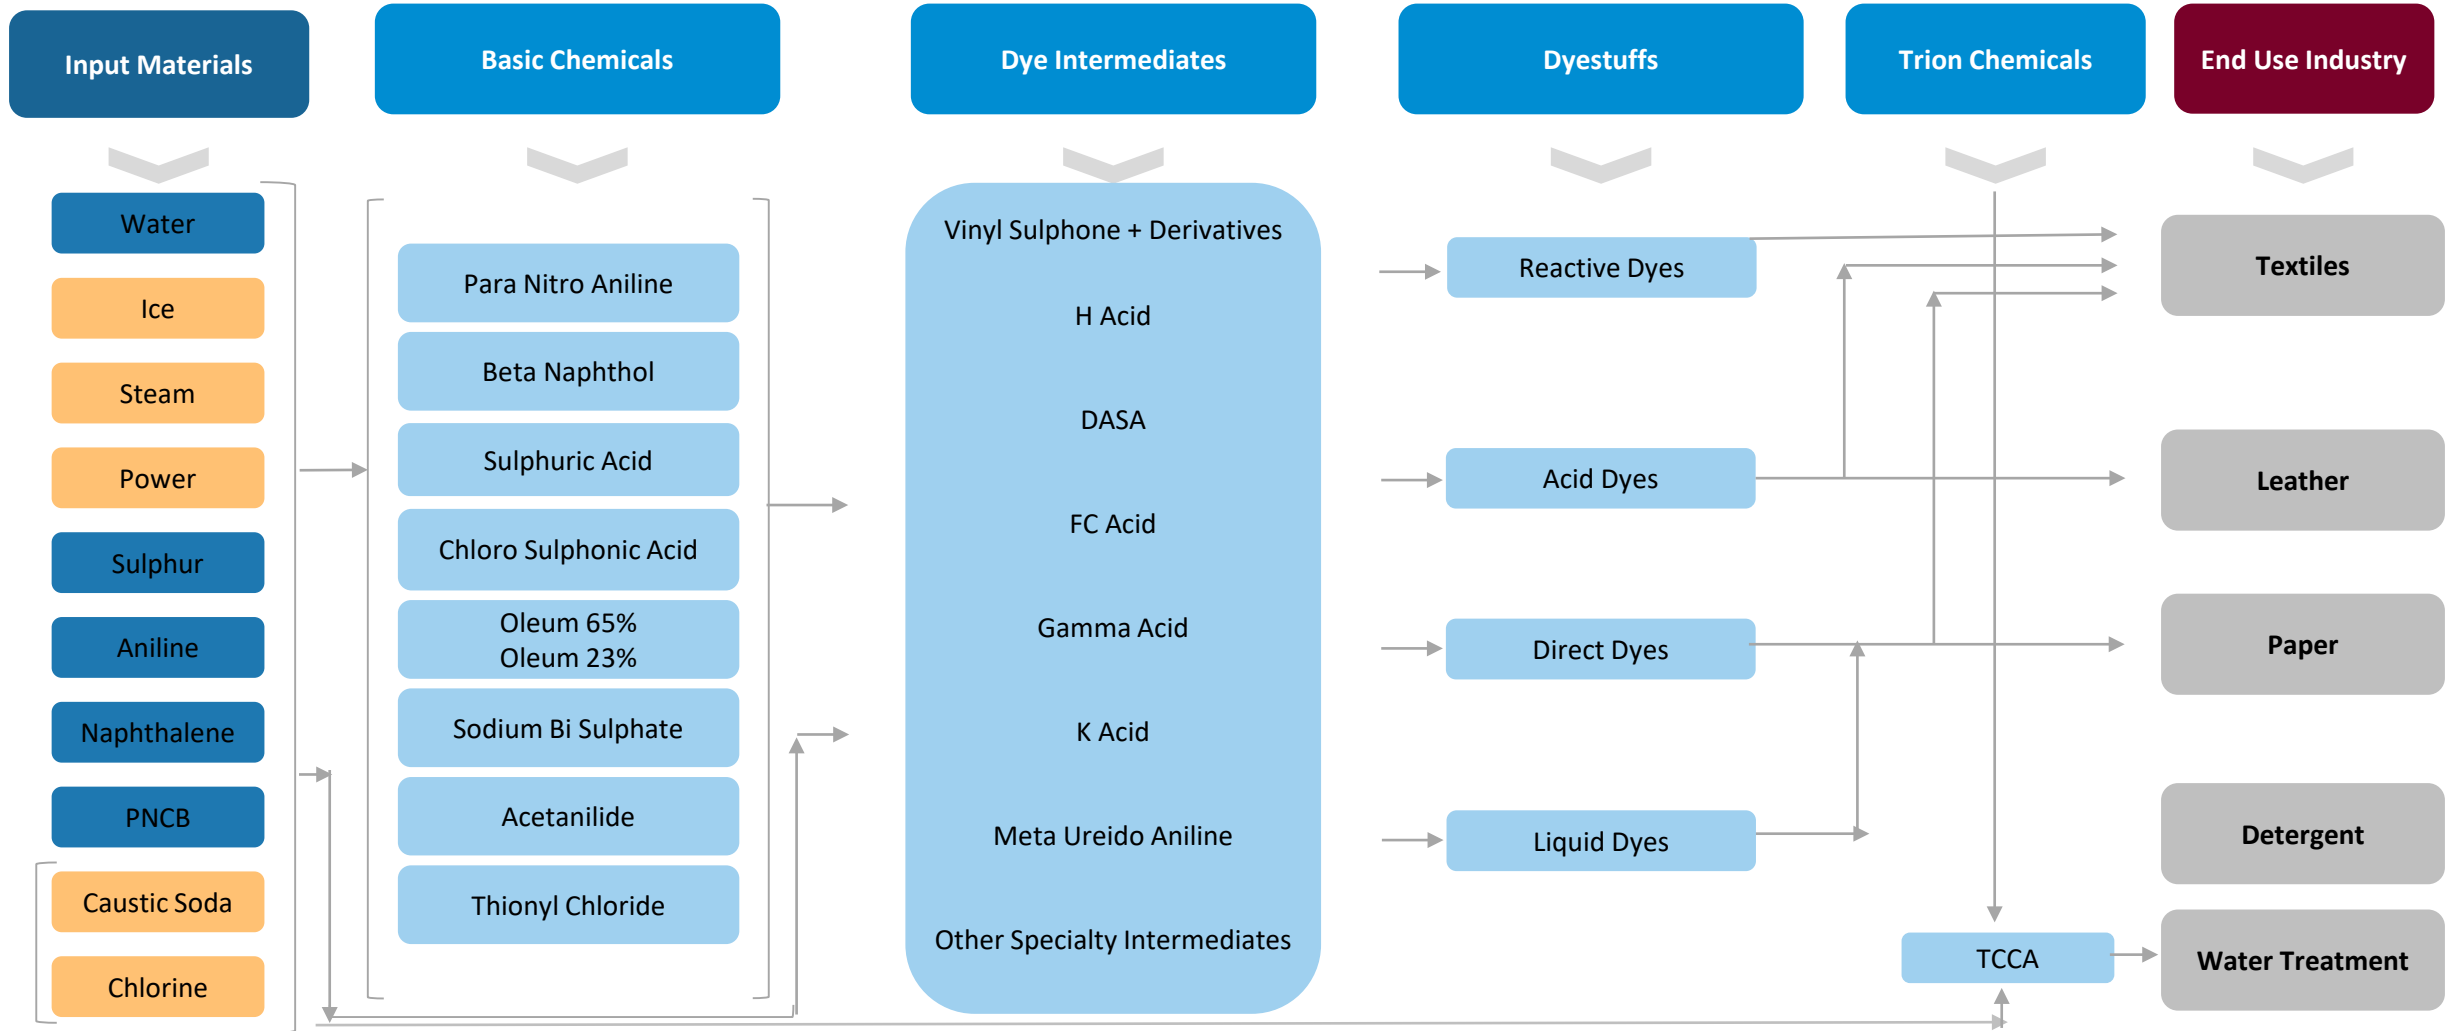 Input Materials
Basic Chemicals
Dye Intermediates
Dyestuffs
Trion Chemicals
End Use Industry
Water
Ice
Steam
Power
Sulphur
Aniline
Naphthalene
PNCB
Caustic Soda
Chlorine
Para Nitro Aniline
Beta Naphthol
Sulphuric Acid
Chloro Sulphonic Acid
Oleum 65%
Oleum 23%
Sodium Bi Sulphate
Acetanilide
Thionyl Chloride
Vinyl Sulphone + Derivatives
H Acid
DASA
FC Acid
Gamma Acid
K Acid
Meta Ureido Aniline
Other Specialty Intermediates
Reactive Dyes
Acid Dyes
Direct Dyes
Liquid Dyes
TCCA
Textiles
Leather
Paper
Detergent
Water Treatment